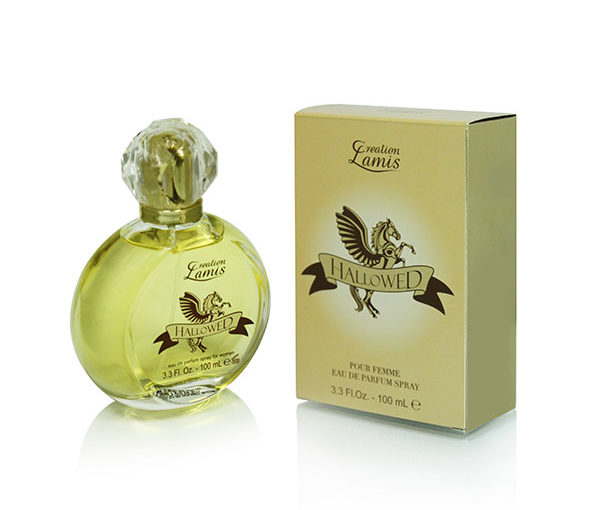 Creation
Lamis
HALLOWED
eau de parfum spray for women
3.3 Fl.Oz. - 100 mL ℮
Creation
Lamis
HALLOWED
POUR FEMME
EAU DE PARFUM SPRAY
3.3 Fl.Oz. - 100 mL ℮